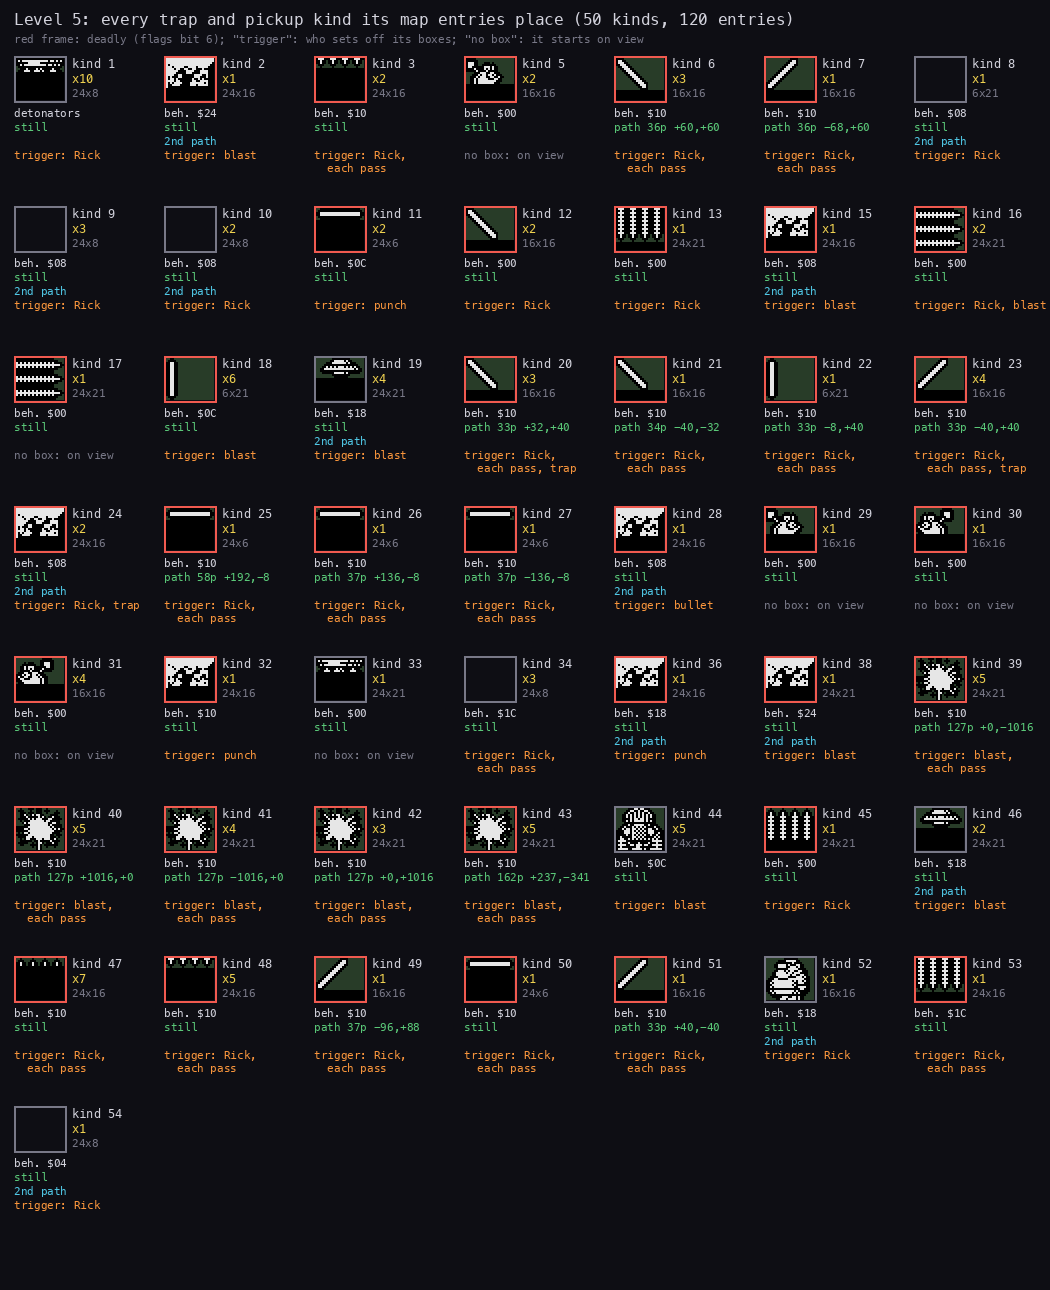 Level 5: every trap and pickup kind its map entries place (50 kinds, 120 entries)
red frame: deadly (flags bit 6); "trigger": who sets off its boxes; "no box": it starts on view
kind 1
x10
24x8
detonators
still
trigger: Rick
kind 2
x1
24x16
beh. $24
still
2nd path
trigger: blast
kind 3
x2
24x16
beh. $10
still
trigger: Rick,
each pass
kind 5
x2
16x16
beh. $00
still
no box: on view
kind 6
x3
16x16
beh. $10
path 36p +60,+60
trigger: Rick,
each pass
kind 7
x1
16x16
beh. $10
path 36p −68,+60
trigger: Rick,
each pass
kind 8
x1
6x21
beh. $08
still
2nd path
trigger: Rick
kind 9
x3
24x8
beh. $08
still
2nd path
trigger: Rick
kind 10
x2
24x8
beh. $08
still
2nd path
trigger: Rick
kind 11
x2
24x6
beh. $0C
still
trigger: punch
kind 12
x2
16x16
beh. $00
still
trigger: Rick
kind 13
x1
24x21
beh. $00
still
trigger: Rick
kind 15
x1
24x16
beh. $08
still
2nd path
trigger: blast
kind 16
x2
24x21
beh. $00
still
trigger: Rick, blast
kind 17
x1
24x21
beh. $00
still
no box: on view
kind 18
x6
6x21
beh. $0C
still
trigger: blast
kind 19
x4
24x21
beh. $18
still
2nd path
trigger: blast
kind 20
x3
16x16
beh. $10
path 33p +32,+40
trigger: Rick,
each pass, trap
kind 21
x1
16x16
beh. $10
path 34p −40,−32
trigger: Rick,
each pass
kind 22
x1
6x21
beh. $10
path 33p −8,+40
trigger: Rick,
each pass
kind 23
x4
16x16
beh. $10
path 33p −40,+40
trigger: Rick,
each pass, trap
kind 24
x2
24x16
beh. $08
still
2nd path
trigger: Rick, trap
kind 25
x1
24x6
beh. $10
path 58p +192,−8
trigger: Rick,
each pass
kind 26
x1
24x6
beh. $10
path 37p +136,−8
trigger: Rick,
each pass
kind 27
x1
24x6
beh. $10
path 37p −136,−8
trigger: Rick,
each pass
kind 28
x1
24x16
beh. $08
still
2nd path
trigger: bullet
kind 29
x1
16x16
beh. $00
still
no box: on view
kind 30
x1
16x16
beh. $00
still
no box: on view
kind 31
x4
16x16
beh. $00
still
no box: on view
kind 32
x1
24x16
beh. $10
still
trigger: punch
kind 33
x1
24x21
beh. $00
still
no box: on view
kind 34
x3
24x8
beh. $1C
still
trigger: Rick,
each pass
kind 36
x1
24x16
beh. $18
still
2nd path
trigger: punch
kind 38
x1
24x21
beh. $24
still
2nd path
trigger: blast
kind 39
x5
24x21
beh. $10
path 127p +0,−1016
trigger: blast,
each pass
kind 40
x5
24x21
beh. $10
path 127p +1016,+0
trigger: blast,
each pass
kind 41
x4
24x21
beh. $10
path 127p −1016,+0
trigger: blast,
each pass
kind 42
x3
24x21
beh. $10
path 127p +0,+1016
trigger: blast,
each pass
kind 43
x5
24x21
beh. $10
path 162p +237,−341
trigger: blast,
each pass
kind 44
x5
24x21
beh. $0C
still
trigger: blast
kind 45
x1
24x21
beh. $00
still
trigger: Rick
kind 46
x2
24x21
beh. $18
still
2nd path
trigger: blast
kind 47
x7
24x16
beh. $10
still
trigger: Rick,
each pass
kind 48
x5
24x16
beh. $10
still
trigger: Rick,
each pass
kind 49
x1
16x16
beh. $10
path 37p −96,+88
trigger: Rick,
each pass
kind 50
x1
24x6
beh. $10
still
trigger: Rick,
each pass
kind 51
x1
16x16
beh. $10
path 33p +40,−40
trigger: Rick,
each pass
kind 52
x1
16x16
beh. $18
still
2nd path
trigger: Rick
kind 53
x1
24x16
beh. $1C
still
trigger: Rick,
each pass
kind 54
x1
24x8
beh. $04
still
2nd path
trigger: Rick